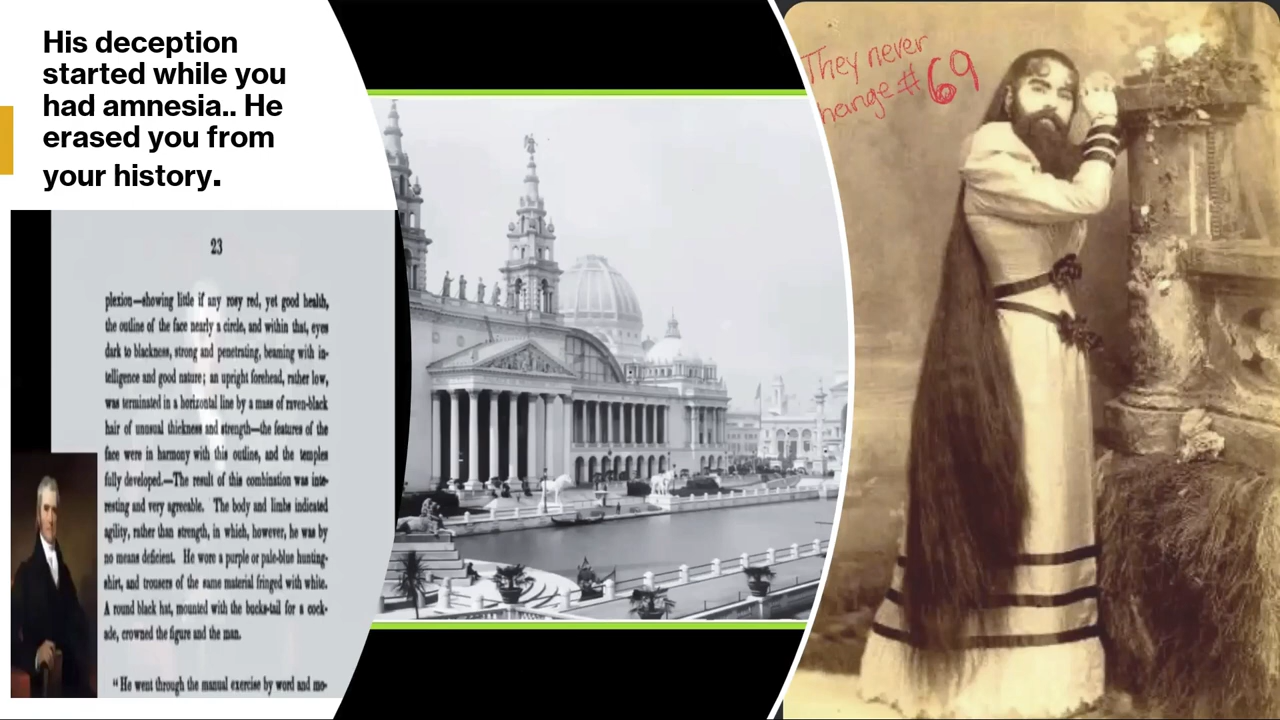 His deception
started while you
had amnesia.. He
erased you from
your history.
23
plexion—showing little if any rosy red, yet good health,
the outline of the face nearly a circle, and within that, eyes
dark to blackness, strong and penetrating, beaming with in-
telligence and good nature; an upright forehead, rather low,
was terminated in a horizontal line by a mass of raven-black
hair of unusual thickness and strength—the features of the
face were in harmony with this outline, and the temples
fully developed.—The result of this combination was inte-
resting and very agreeable. The body and limbs indicated
agility, rather than strength, in which, however, he was by
no means deficient. He wore a purple or pale-blue hunting-
shirt, and trousers of the same material fringed with white.
A round black hat, mounted with the bucks-tail for a cock-
ade, crowned the figure and the man.
"He went through the manual exercise by word and mo-
They never
hange #69